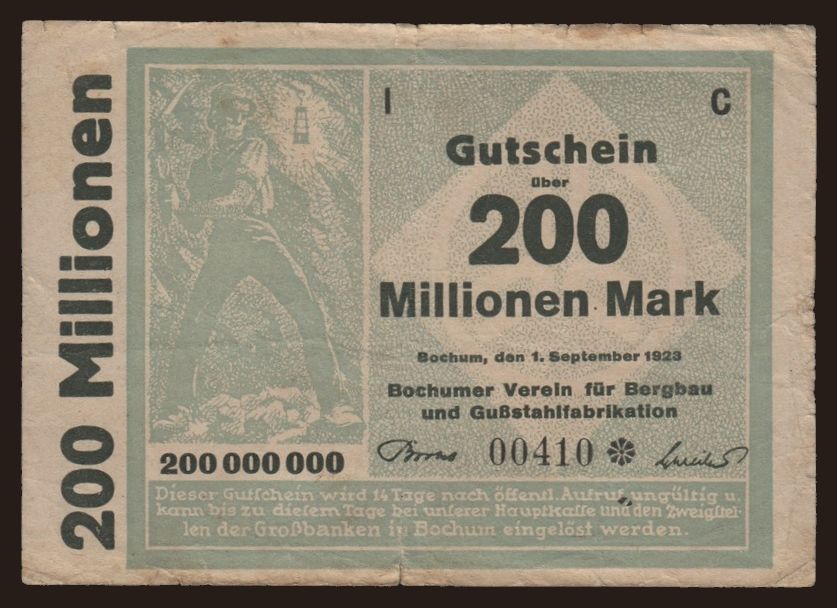 200 Millionen
I C
Gutschein
über
200
Millionen Mark
Bochum, den 1. September 1923
Bochumer Verein für Bergbau
und Gußstahlfabrikation
00410
200 000 000
Dieser Gutschein wird 14 Tage nach öffentl. Aufruf ungültig u.
kann bis zu diesem Tage bei unserer Hauptkasse und den Zweigstel-
len der Großbanken in Bochum eingelöst werden.